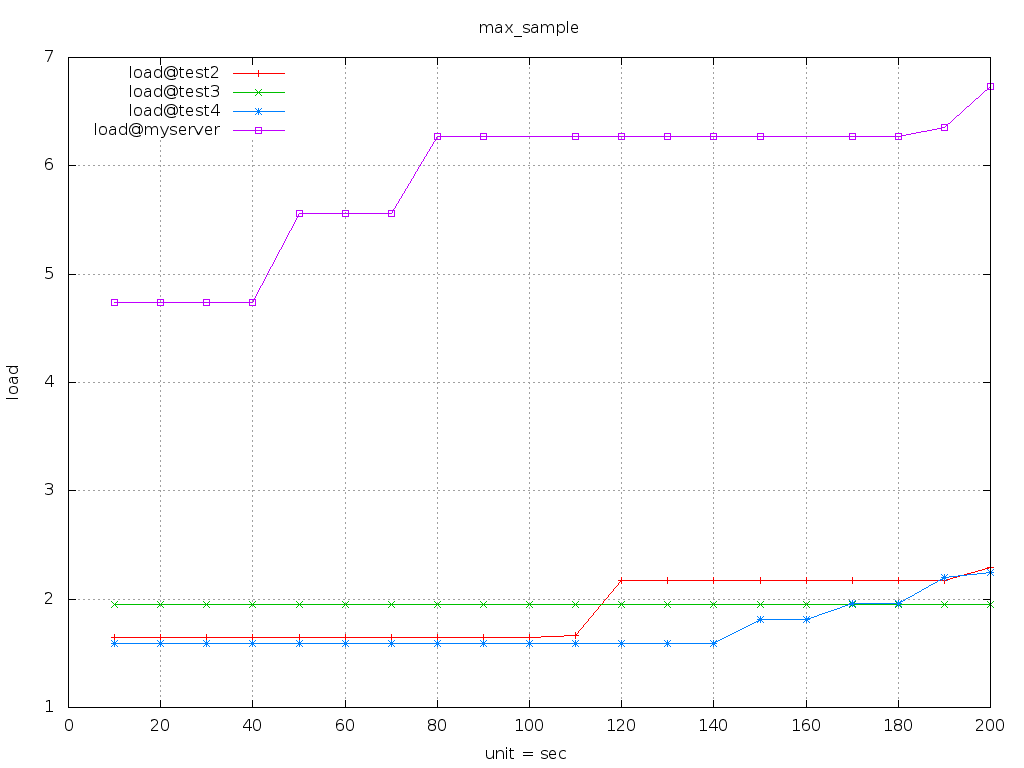 max_sample
load@test2
load@test3
load@test4
load@myserver
7
6
5
4
3
2
1
load
0 20 40 60 80 100 120 140 160 180 200
unit = sec